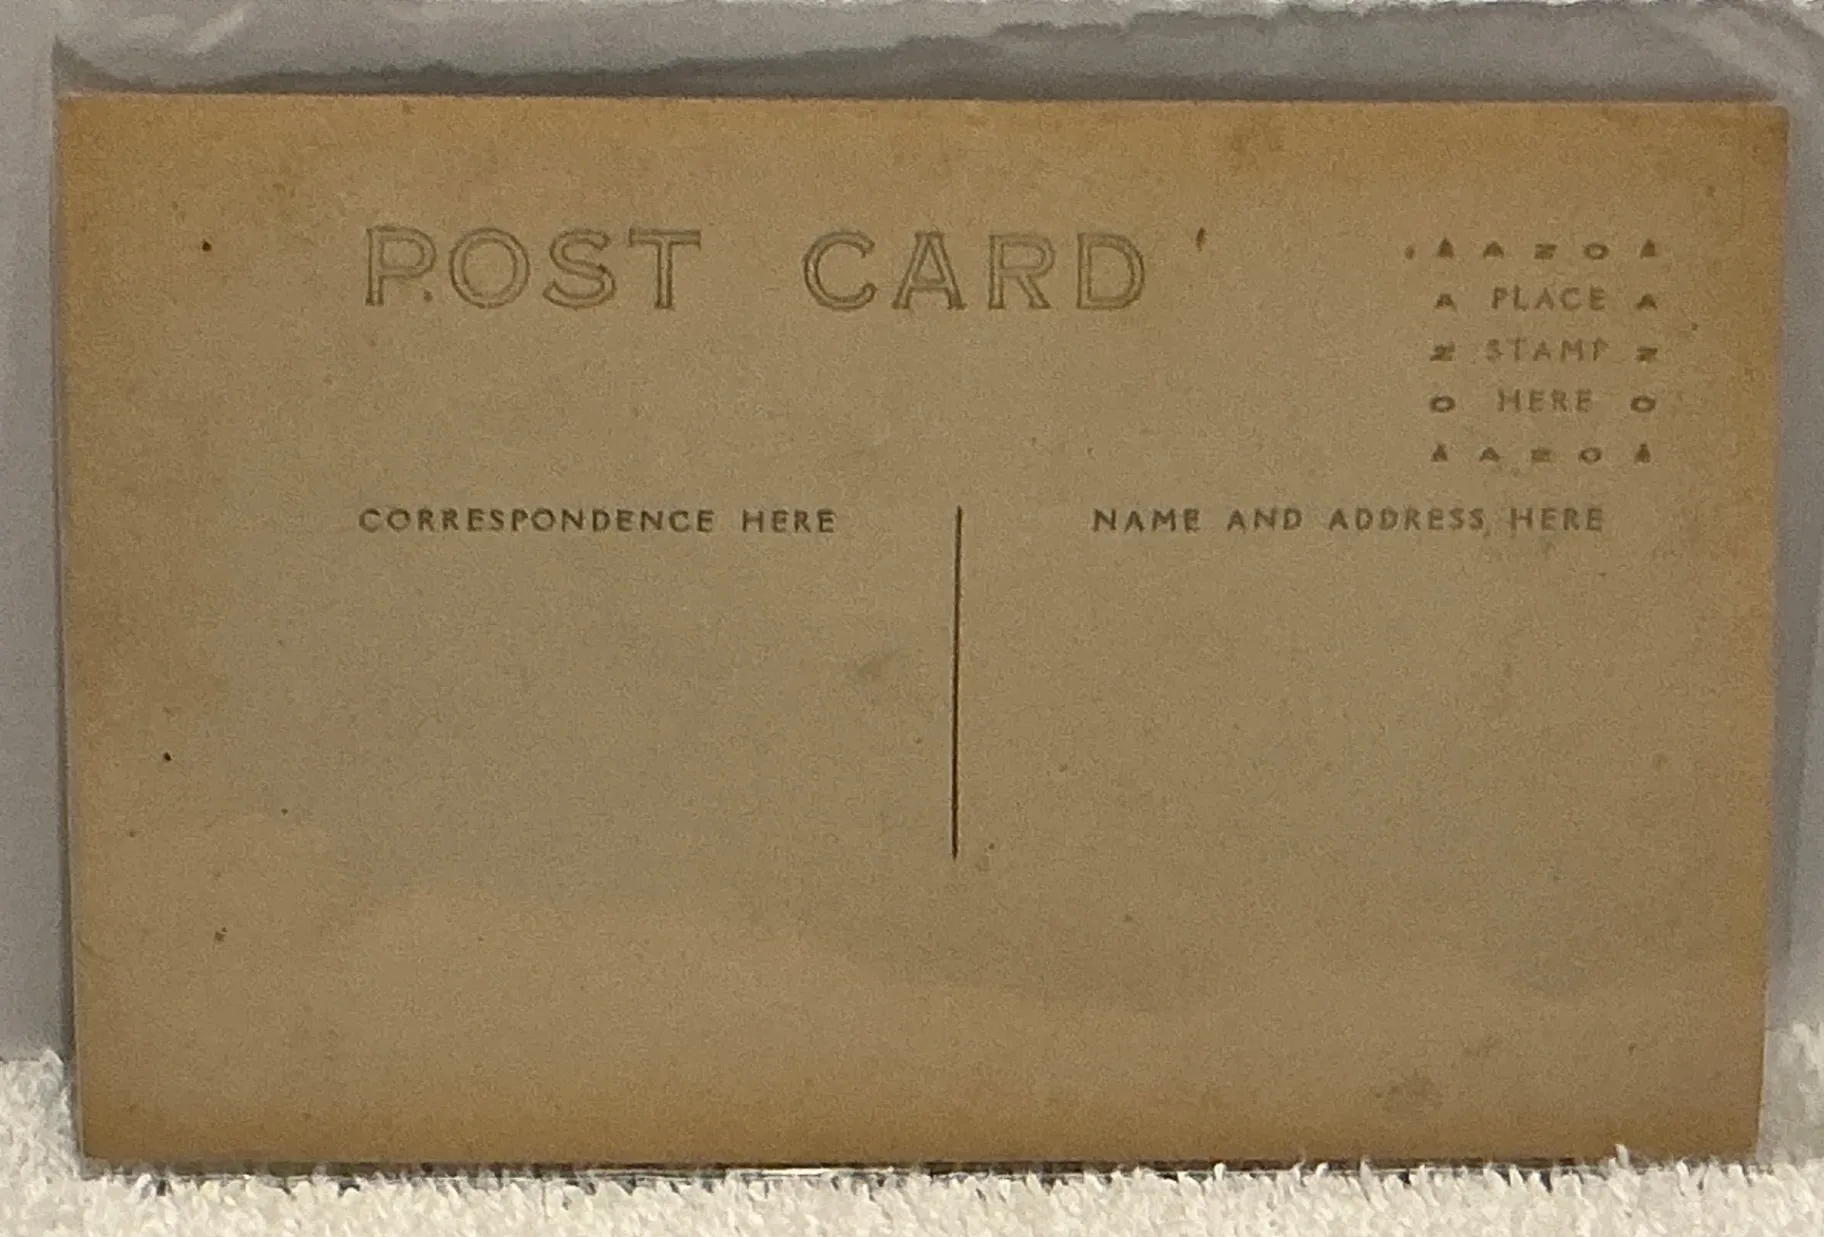 POST CARD
▲ A Z O ▲
A PLACE A
Z STAMP Z
O HERE O
▲ A Z O ▲
CORRESPONDENCE HERE
NAME AND ADDRESS HERE